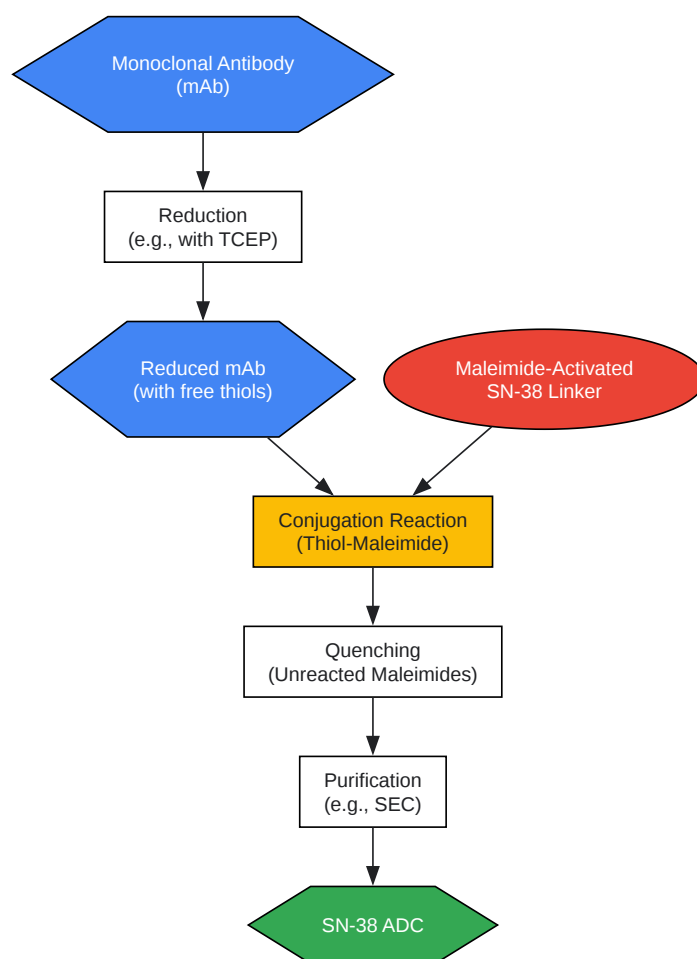 Monoclonal Antibody
(mAb)
Reduction
(e.g., with TCEP)
Reduced mAb
(with free thiols)
Maleimide-Activated
SN-38 Linker
Conjugation Reaction
(Thiol-Maleimide)
Quenching
(Unreacted Maleimides)
Purification
(e.g., SEC)
SN-38 ADC